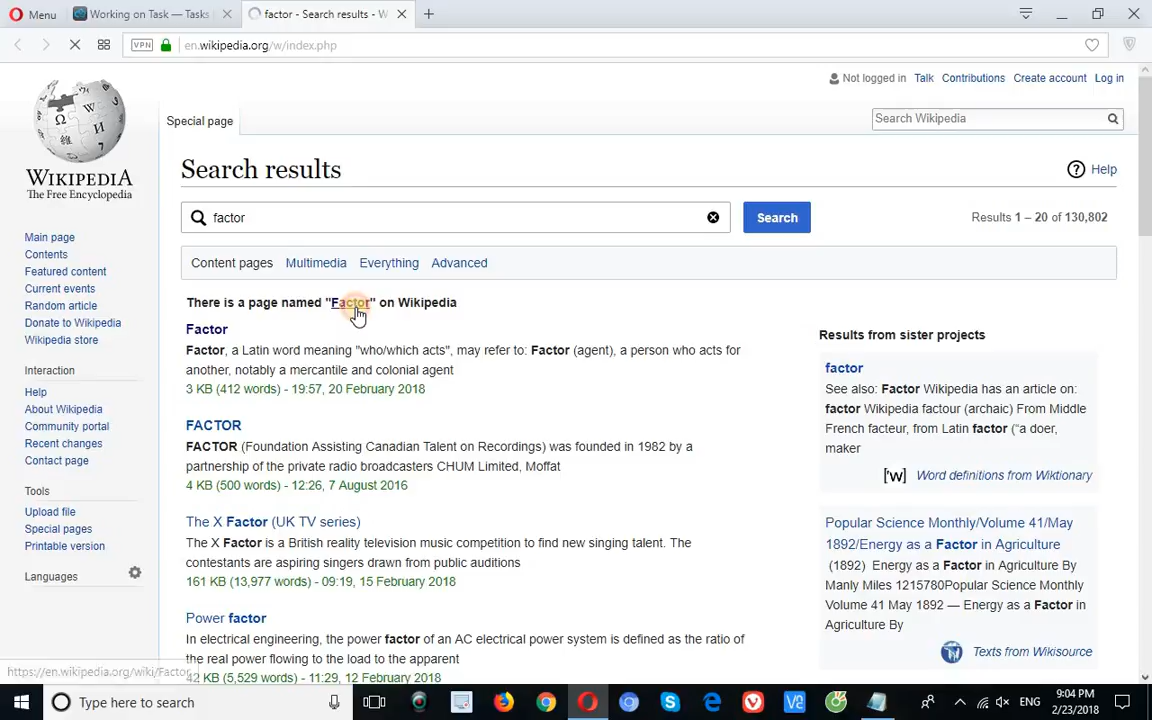 Menu
Working on Task — Tasks
factor - Search results - W
VPN
en.wikipedia.org/w/index.php
Not logged in Talk Contributions Create account Log in
Special page
Search Wikipedia
WIKIPEDIA
The Free Encyclopedia
Main page
Contents
Featured content
Current events
Random article
Donate to Wikipedia
Wikipedia store
Interaction
Help
About Wikipedia
Community portal
Recent changes
Contact page
Tools
Upload file
Special pages
Printable version
Languages
Search results
Help
factor
Search
Results 1 – 20 of 130,802
Content pages Multimedia Everything Advanced
There is a page named "Factor" on Wikipedia
Factor
Factor, a Latin word meaning "who/which acts", may refer to: Factor (agent), a person who acts for
another, notably a mercantile and colonial agent
3 KB (412 words) - 19:57, 20 February 2018
FACTOR
FACTOR (Foundation Assisting Canadian Talent on Recordings) was founded in 1982 by a
partnership of the private radio broadcasters CHUM Limited, Moffat
4 KB (500 words) - 12:26, 7 August 2016
The X Factor (UK TV series)
The X Factor is a British reality television music competition to find new singing talent. The
contestants are aspiring singers drawn from public auditions
161 KB (13,977 words) - 09:19, 15 February 2018
Power factor
In electrical engineering, the power factor of an AC electrical power system is defined as the ratio of
the real power flowing to the load to the apparent
42 KB (5,529 words) - 11:29, 12 February 2018
Results from sister projects
factor
See also: Factor Wikipedia has an article on:
factor Wikipedia factour (archaic) From Middle
French facteur, from Latin factor (“a doer,
maker
['w] Word definitions from Wiktionary
Popular Science Monthly/Volume 41/May
1892/Energy as a Factor in Agriculture
(1892) Energy as a Factor in Agriculture By
Manly Miles 1215780Popular Science Monthly
Volume 41 May 1892 — Energy as a Factor in
Agriculture By
Texts from Wikisource
https://en.wikipedia.org/wiki/Factor
Type here to search
ENG
9:04 PM
2/23/2018